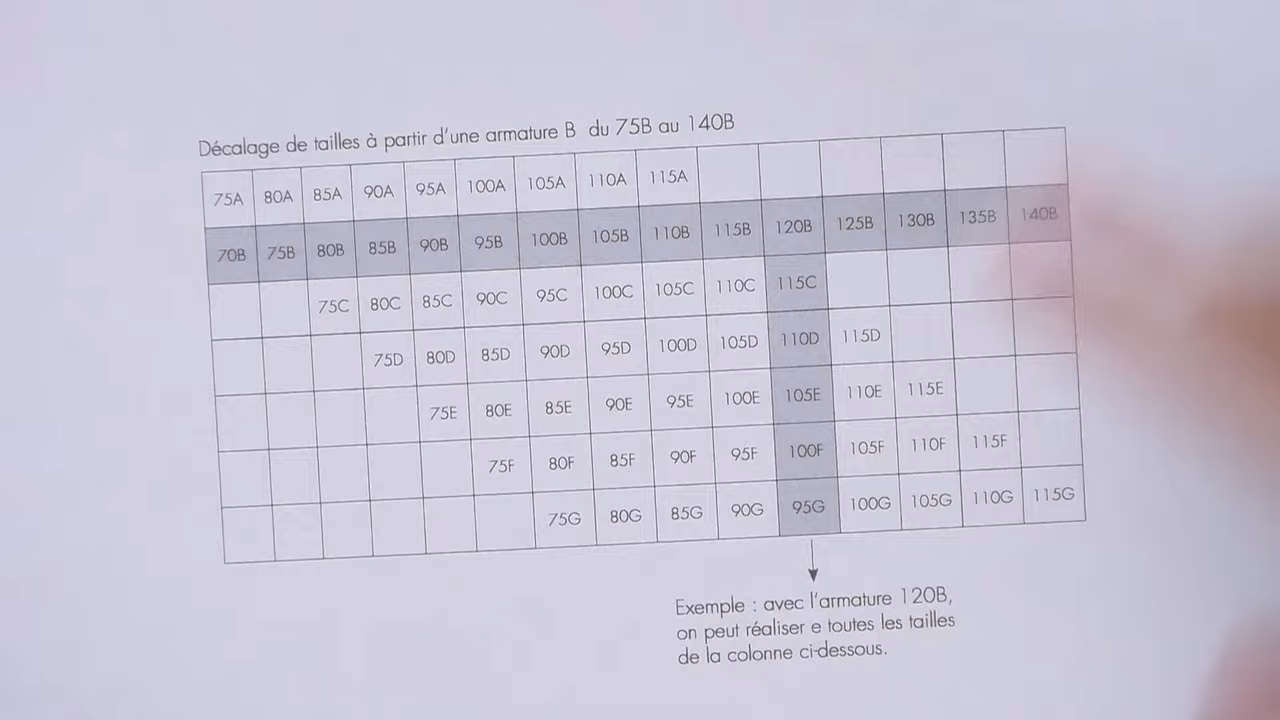 Décalage de tailles à partir d'une armature B du 75B au 140B
75A 80A 85A 90A 95A 100A 105A 110A 115A
70B 75B 80B 85B 90B 95B 100B 105B 110B 115B 120B 125B 130B 135B 140B
75C 80C 85C 90C 95C 100C 105C 110C 115C
75D 80D 85D 90D 95D 100D 105D 110D 115D
75E 80E 85E 90E 95E 100E 105E 110E 115E
75F 80F 85F 90F 95F 100F 105F 110F 115F
75G 80G 85G 90G 95G 100G 105G 110G 115G
Exemple : avec l'armature 120B,
on peut réaliser e toutes les tailles
de la colonne ci-dessous.